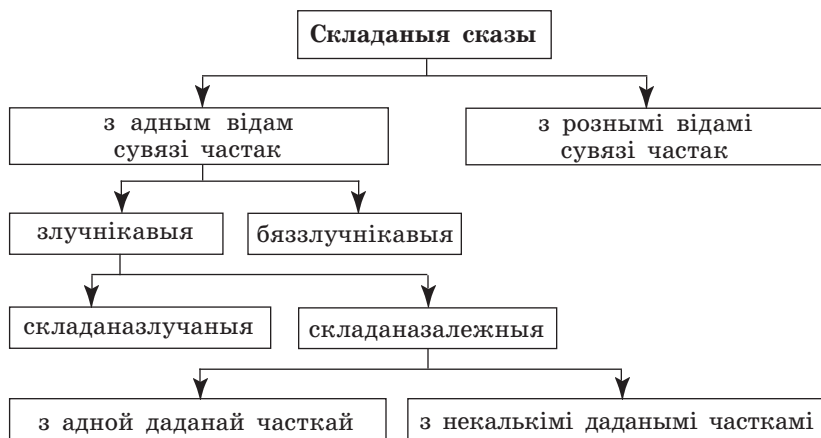 Складаныя сказы
з адным відам
сувязі частак
з рознымі відамі
сувязі частак
злучнікавыя
бяззлучнікавыя
складаназлучаныя
складаназалежныя
з адной даданай часткай
з некалькімі даданымі часткамі